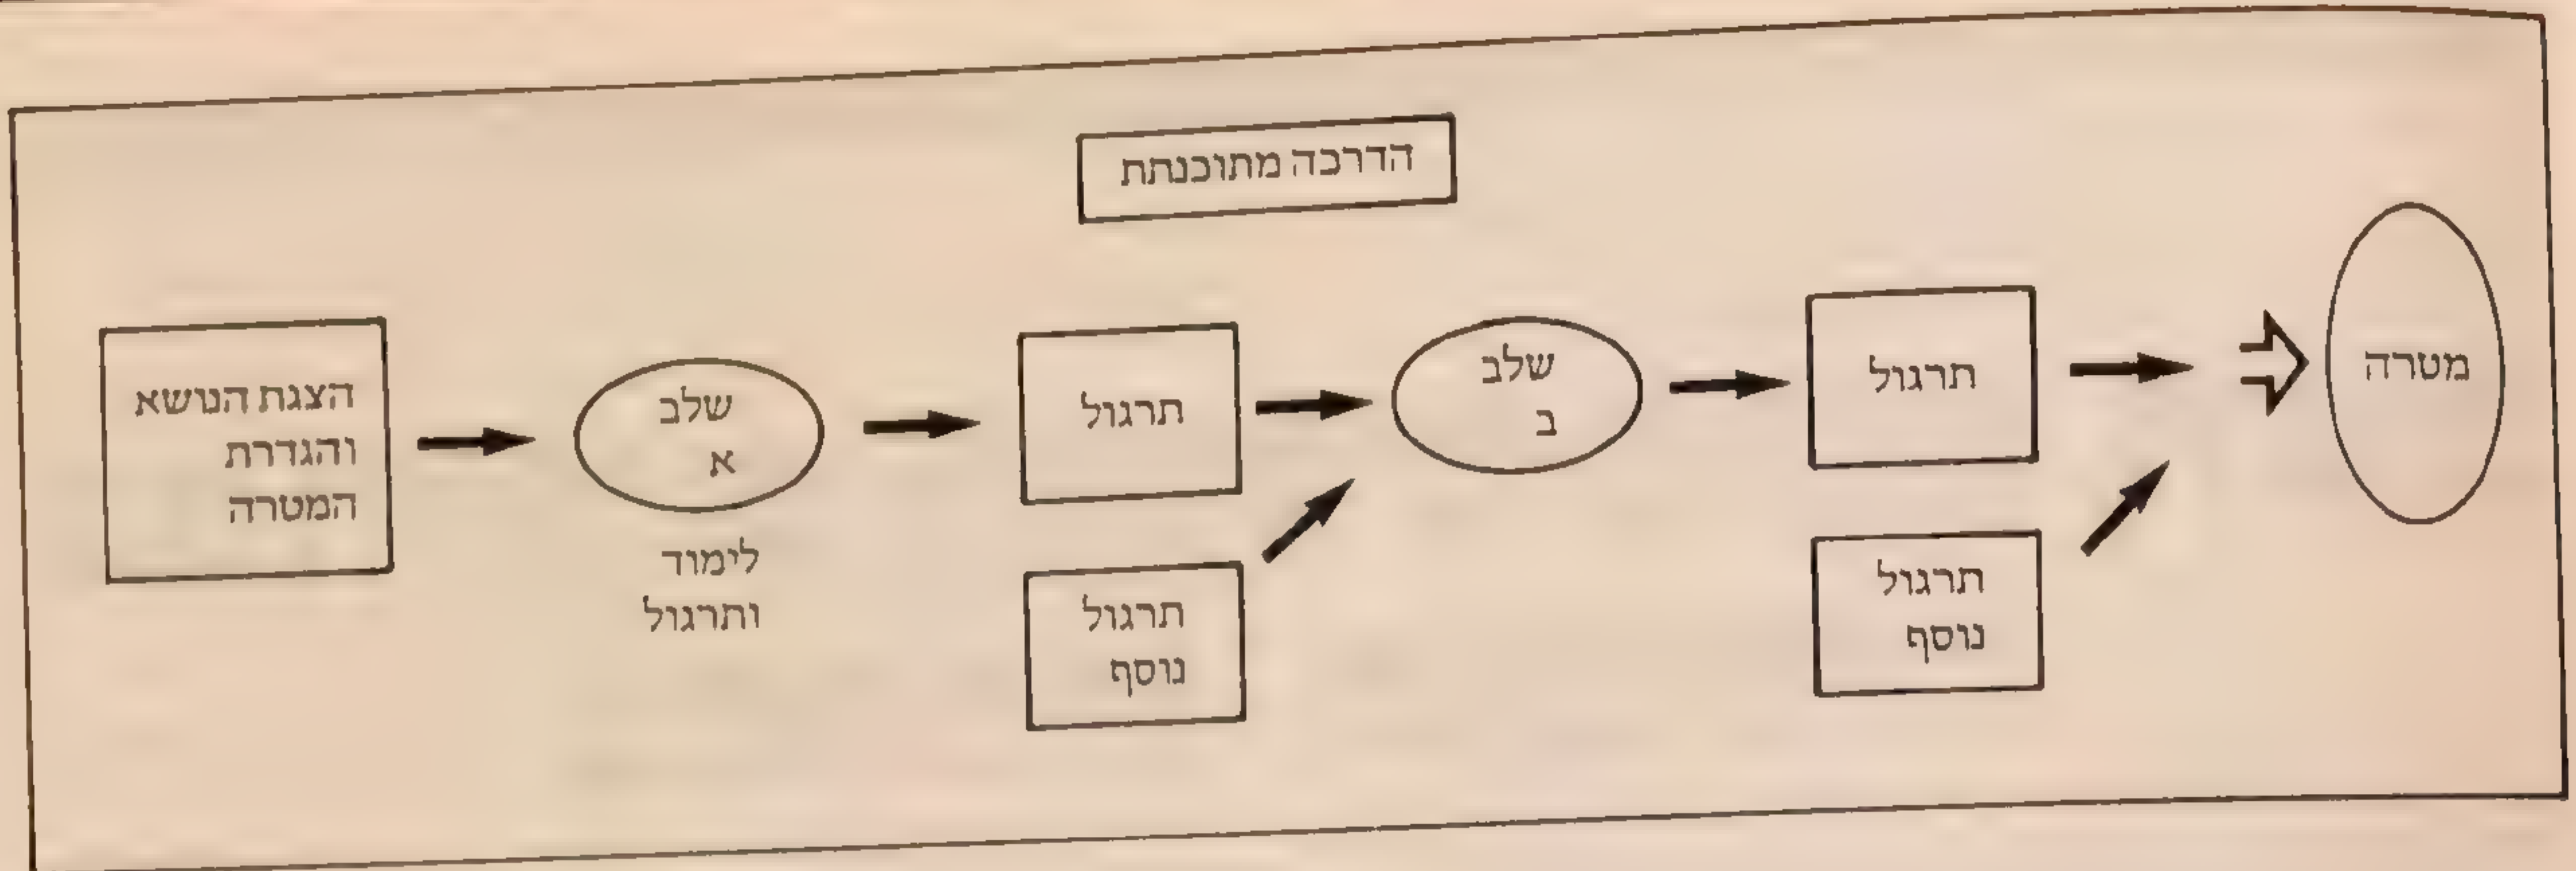 הדרכה מתוכנתת
הצגת הנושא
והגדרת
המטרה
שלב
א
לימוד
ותרגול
תרגול
תרגול
נוסף
שלב
ב
תרגול
תרגול
נוסף
מטרה